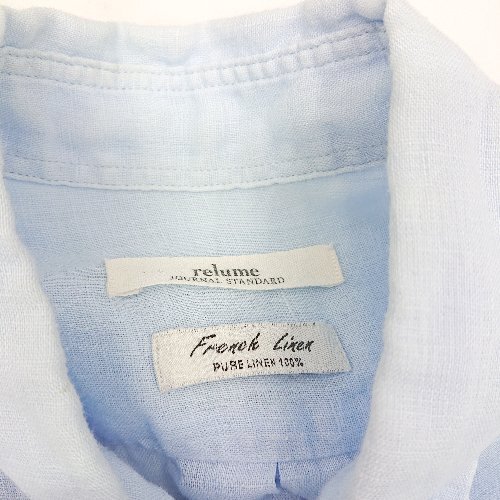 relume
JOURNAL STANDARD
French Linen
PURE LINEN 100%